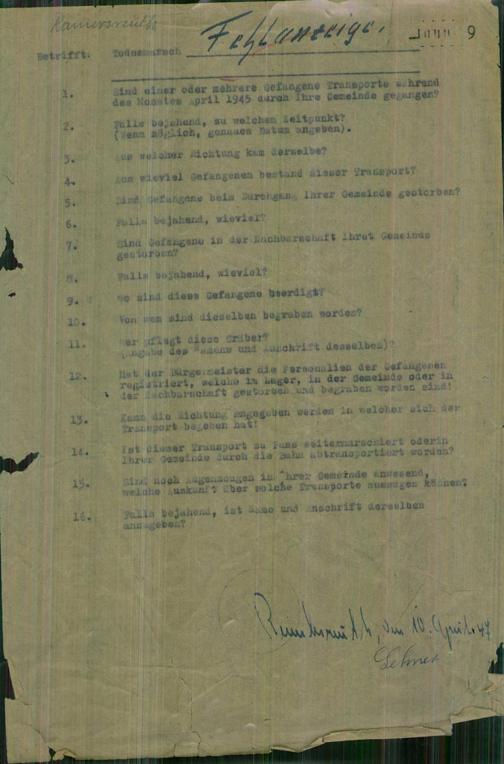 Ramersreuth
Fehlanzeige.
9
Betrifft. Todesmarsch
1. Sind einer oder mehrere Gefangene Transporte während
des Monates April 1945 durch Ihre Gemeinde gegangen?
2. Falls bejahend, zu welchen Zeitpunkt?
(Wenn möglich, genaues Datum angeben).
3. Aus welcher Richtung kam derselbe?
4. Aus wieviel Gefangenen bestand dieser Transport?
5. Sind Gefangene beim Durchgang Ihrer Gemeinde gestorben?
6. Falls bejahend, wieviel?
7. Sind Gefangene in der Nachbarschaft Ihret Gemeinde
gestorben?
8. Falls bejahend, wieviel?
9. Wo sind diese Gefangene beerdigt?
10. Von wem sind dieselben begraben worden?
11. Wer pflegt diese Gräber?
(Angabe des Namens und Anschrift desselben)?
12. Hat der Bürgermeister die Personalien der Gefangenen
registriert, welche im Lager, in der Gemeinde oder in
der Nachbarschaft gestorben und begraben worden sind!
13. Kann die Richtung angegeben werden in welcher sich der
Transport begeben hat!
14. Ist dieser Transport zu Fuss weitermarschiert oderin
Ihrer Gemeinde durch die Bahn abtransportiert worden?
15. Sind noch Augenzeugen in Ihrer Gemeinde anwesend,
welche Auskunft über welche Transporte aussagen können?
16. Falls bejahend, ist Name und Anschrift derselben
anzugeben?
den 10. April. 47
Lehner